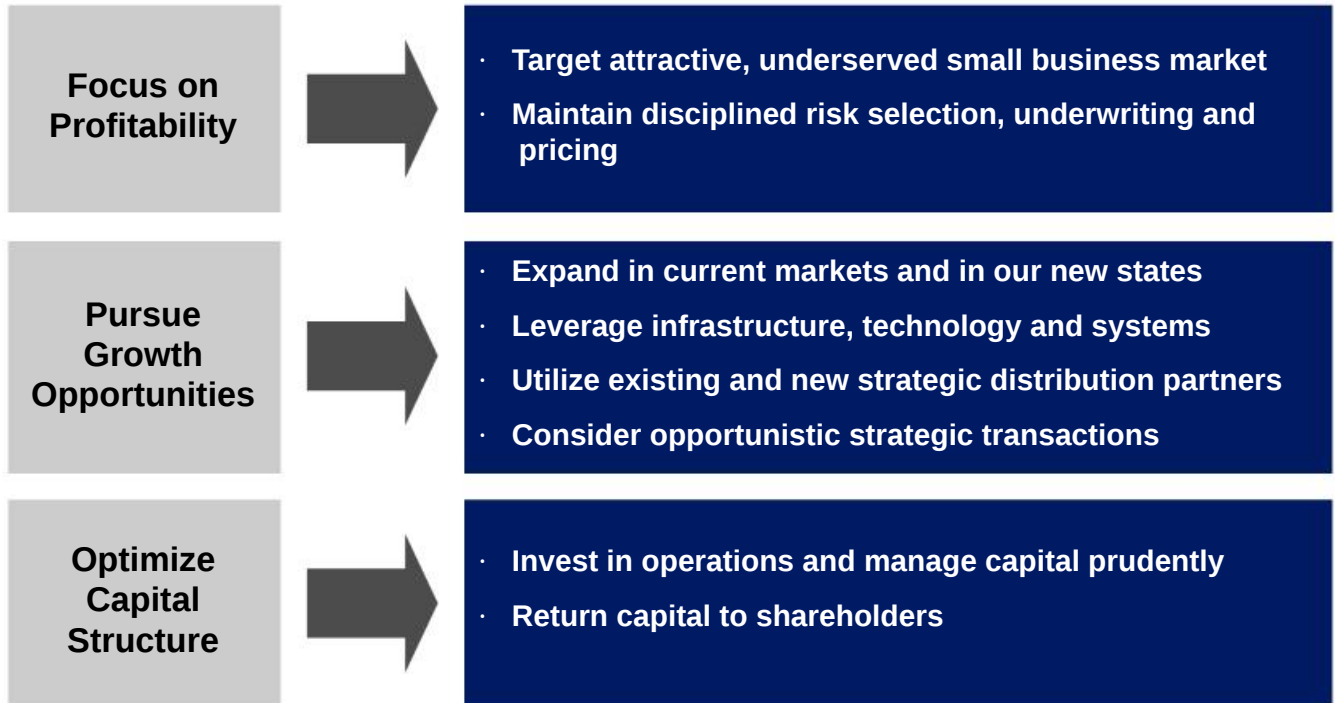 Focus on
Profitability
· Target attractive, underserved small business market
· Maintain disciplined risk selection, underwriting and
pricing
Pursue
Growth
Opportunities
· Expand in current markets and in our new states
· Leverage infrastructure, technology and systems
· Utilize existing and new strategic distribution partners
· Consider opportunistic strategic transactions
Optimize
Capital
Structure
· Invest in operations and manage capital prudently
· Return capital to shareholders